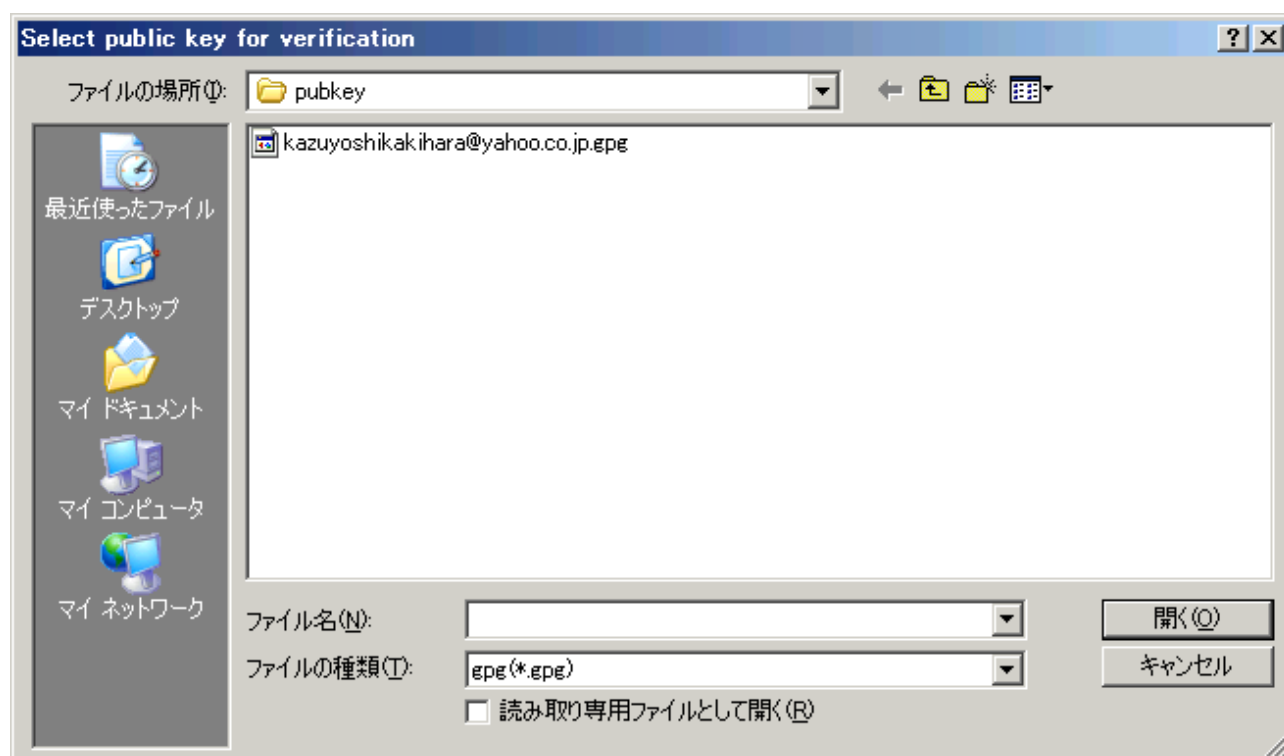 Select public key for verification
ファイルの場所(I):
pubkey
kazuyoshikakihara@yahoo.co.jp.gpg
最近使ったファイル
デスクトップ
マイ ドキュメント
マイ コンピュータ
マイ ネットワーク
ファイル名(N):
開く(O)
ファイルの種類(T):
gpg(*.gpg)
キャンセル
読み取り専用ファイルとして開く(R)